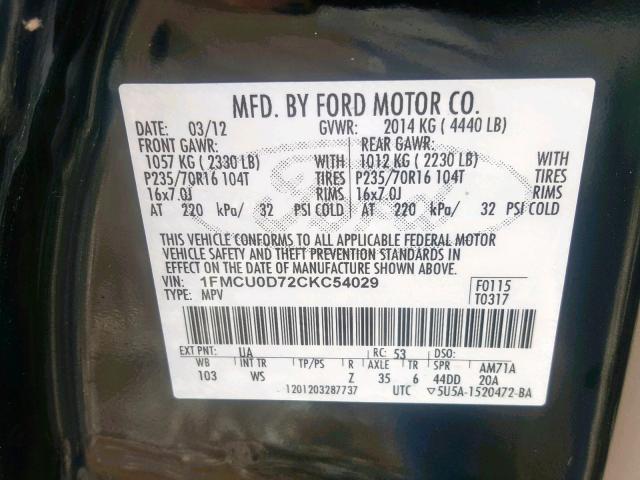 MFD. BY FORD MOTOR CO.
DATE: 03/12 GVWR: 2014 KG ( 4440 LB)
FRONT GAWR: REAR GAWR:
1057 KG ( 2330 LB) WITH 1012 KG ( 2230 LB) WITH
P235/70R16 104T TIRES P235/70R16 104T TIRES
16x7.0J RIMS 16x7.0J RIMS
AT 220 kPa/ 32 PSI COLD AT 220 kPa/ 32 PSI COLD
THIS VEHICLE CONFORMS TO ALL APPLICABLE FEDERAL MOTOR
VEHICLE SAFETY AND THEFT PREVENTION STANDARDS IN
EFFECT ON THE DATE OF MANUFACTURE SHOWN ABOVE.
VIN: 1FMCU0D72CKC54029 F0115
TYPE: MPV T0317
EXT PNT: UA RC: 53 DSO:
WB INT TR TP/PS R AXLE TR SPR AM71A
103 WS Z 35 6 44DD 20A
1201203287737 UTC ▽5U5A-1520472-BA